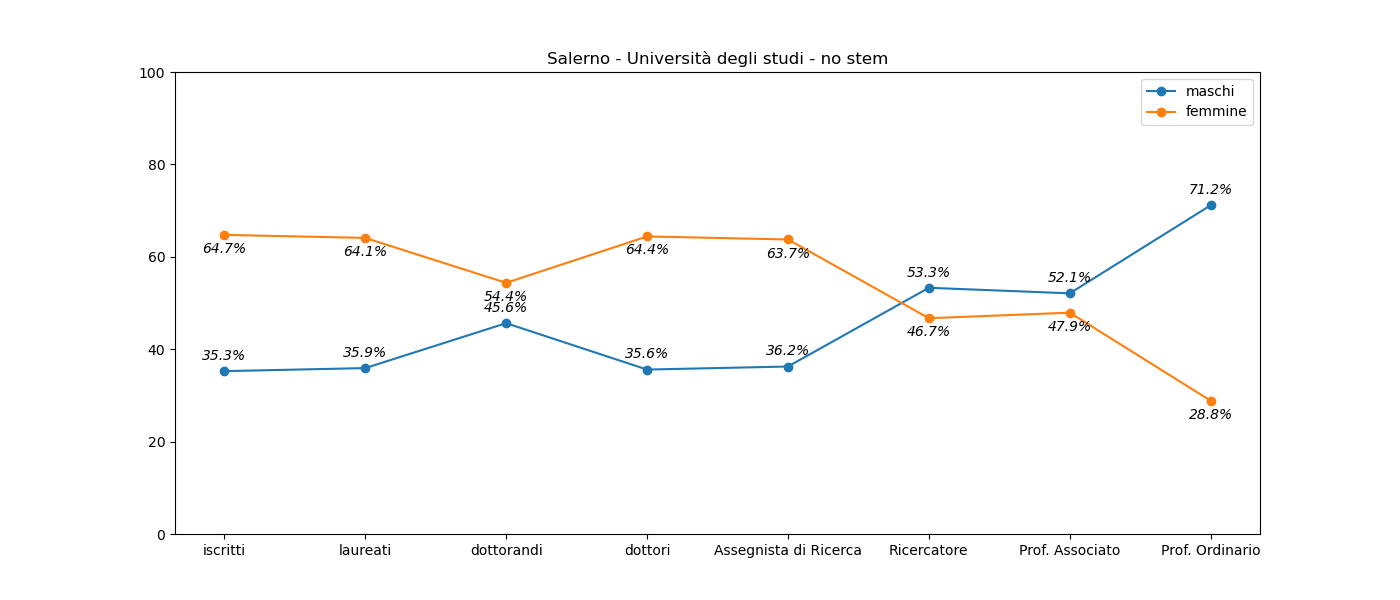 Salerno - Università degli studi - no stem
100
80
60
40
20
0
maschi
femmine
71.2%
64.7%
64.1%
64.4%
63.7%
54.4%
53.3%
52.1%
45.6%
46.7%
47.9%
35.3%
35.9%
35.6%
36.2%
28.8%
iscritti
laureati
dottorandi
dottori
Assegnista di Ricerca
Ricercatore
Prof. Associato
Prof. Ordinario